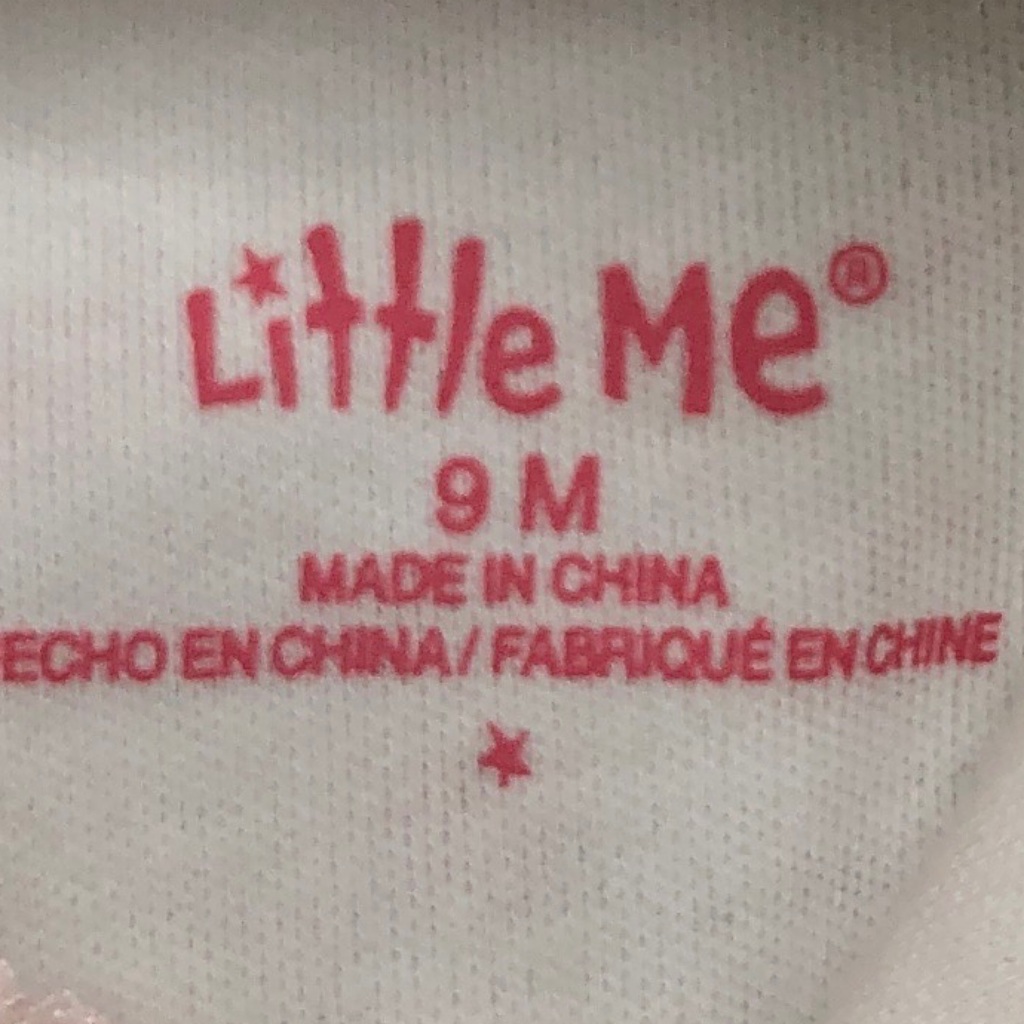 Little Me®
9 M
MADE IN CHINA
ECHO EN CHINA / FABRIQUÉ EN CHINE